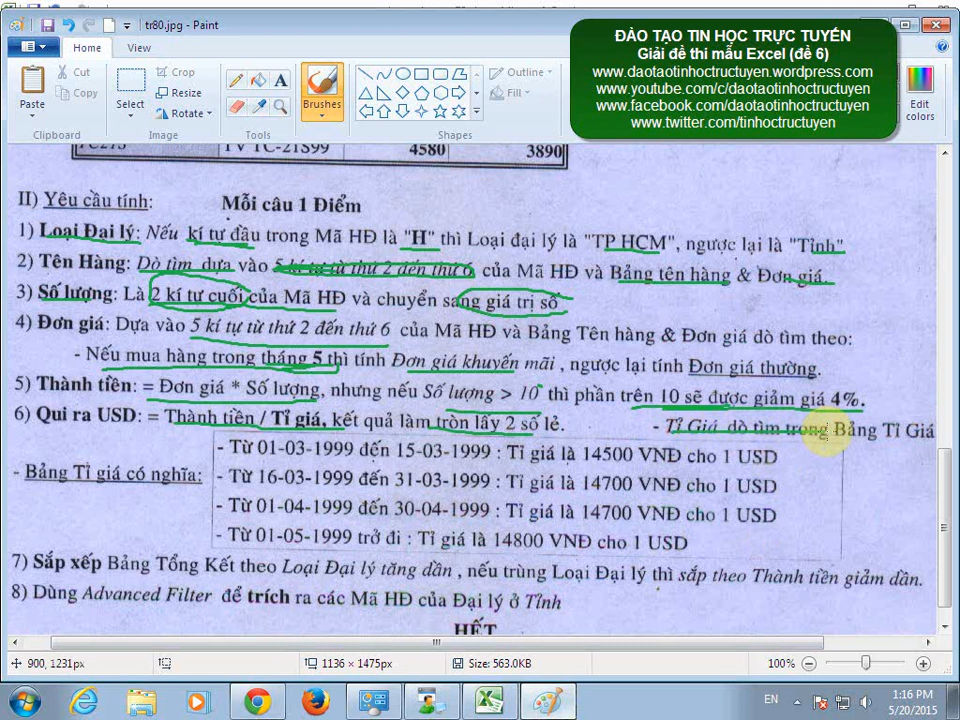 tr80.jpg - Paint
ĐÀO TẠO TIN HỌC TRỰC TUYẾN
Giải đề thi mẫu Excel (đề 6)
www.daotaotinhoctructuyen.wordpress.com
www.youtube.com/c/daotaotinhoctructuyen
www.facebook.com/daotaotinhoctructuyen
www.twitter.com/tinhoctructuyen
Home View
Paste Cut Copy
Select Crop Resize Rotate
Brushes
Outline
Fill
Edit colors
Clipboard Image Tools Shapes
TV TC-21S99 4580 3890
II) Yêu cầu tính: Mỗi câu 1 Điểm
1) Loại Đại lý: Nếu kí tự đầu trong Mã HĐ là "H" thì Loại đại lý là "TP HCM", ngược lại là "Tỉnh"
2) Tên Hàng: Dò tìm dựa vào 5 kí tự từ thứ 2 đến thứ 6 của Mã HĐ và Bảng tên hàng & Đơn giá.
3) Số lượng: Là 2 kí tự cuối của Mã HĐ và chuyển sang giá trị số
4) Đơn giá: Dựa vào 5 kí tự từ thứ 2 đến thứ 6 của Mã HĐ và Bảng Tên hàng & Đơn giá dò tìm theo:
- Nếu mua hàng trong tháng 5 thì tính Đơn giá khuyến mãi , ngược lại tính Đơn giá thường.
5) Thành tiền: = Đơn giá * Số lượng, nhưng nếu Số lượng > 10 thì phần trên 10 sẽ được giảm giá 4%.
6) Qui ra USD: = Thành tiền / Tỉ giá, kết quả làm tròn lấy 2 số lẻ. - Tỉ Giá dò tìm trong Bảng Tỉ Giá
- Bảng Tỉ giá có nghĩa:
- Từ 01-03-1999 đến 15-03-1999 : Tỉ giá là 14500 VNĐ cho 1 USD
- Từ 16-03-1999 đến 31-03-1999 : Tỉ giá là 14700 VNĐ cho 1 USD
- Từ 01-04-1999 đến 30-04-1999 : Tỉ giá là 14700 VNĐ cho 1 USD
- Từ 01-05-1999 trở đi : Tỉ giá là 14800 VNĐ cho 1 USD
7) Sắp xếp Bảng Tổng Kết theo Loại Đại lý tăng dần , nếu trùng Loại Đại lý thì sắp theo Thành tiền giảm dần.
8) Dùng Advanced Filter để trích ra các Mã HĐ của Đại lý ở Tỉnh
HẾT
900, 1231px 1136 × 1475px Size: 563.0KB 100%
EN 1:16 PM
5/20/2015